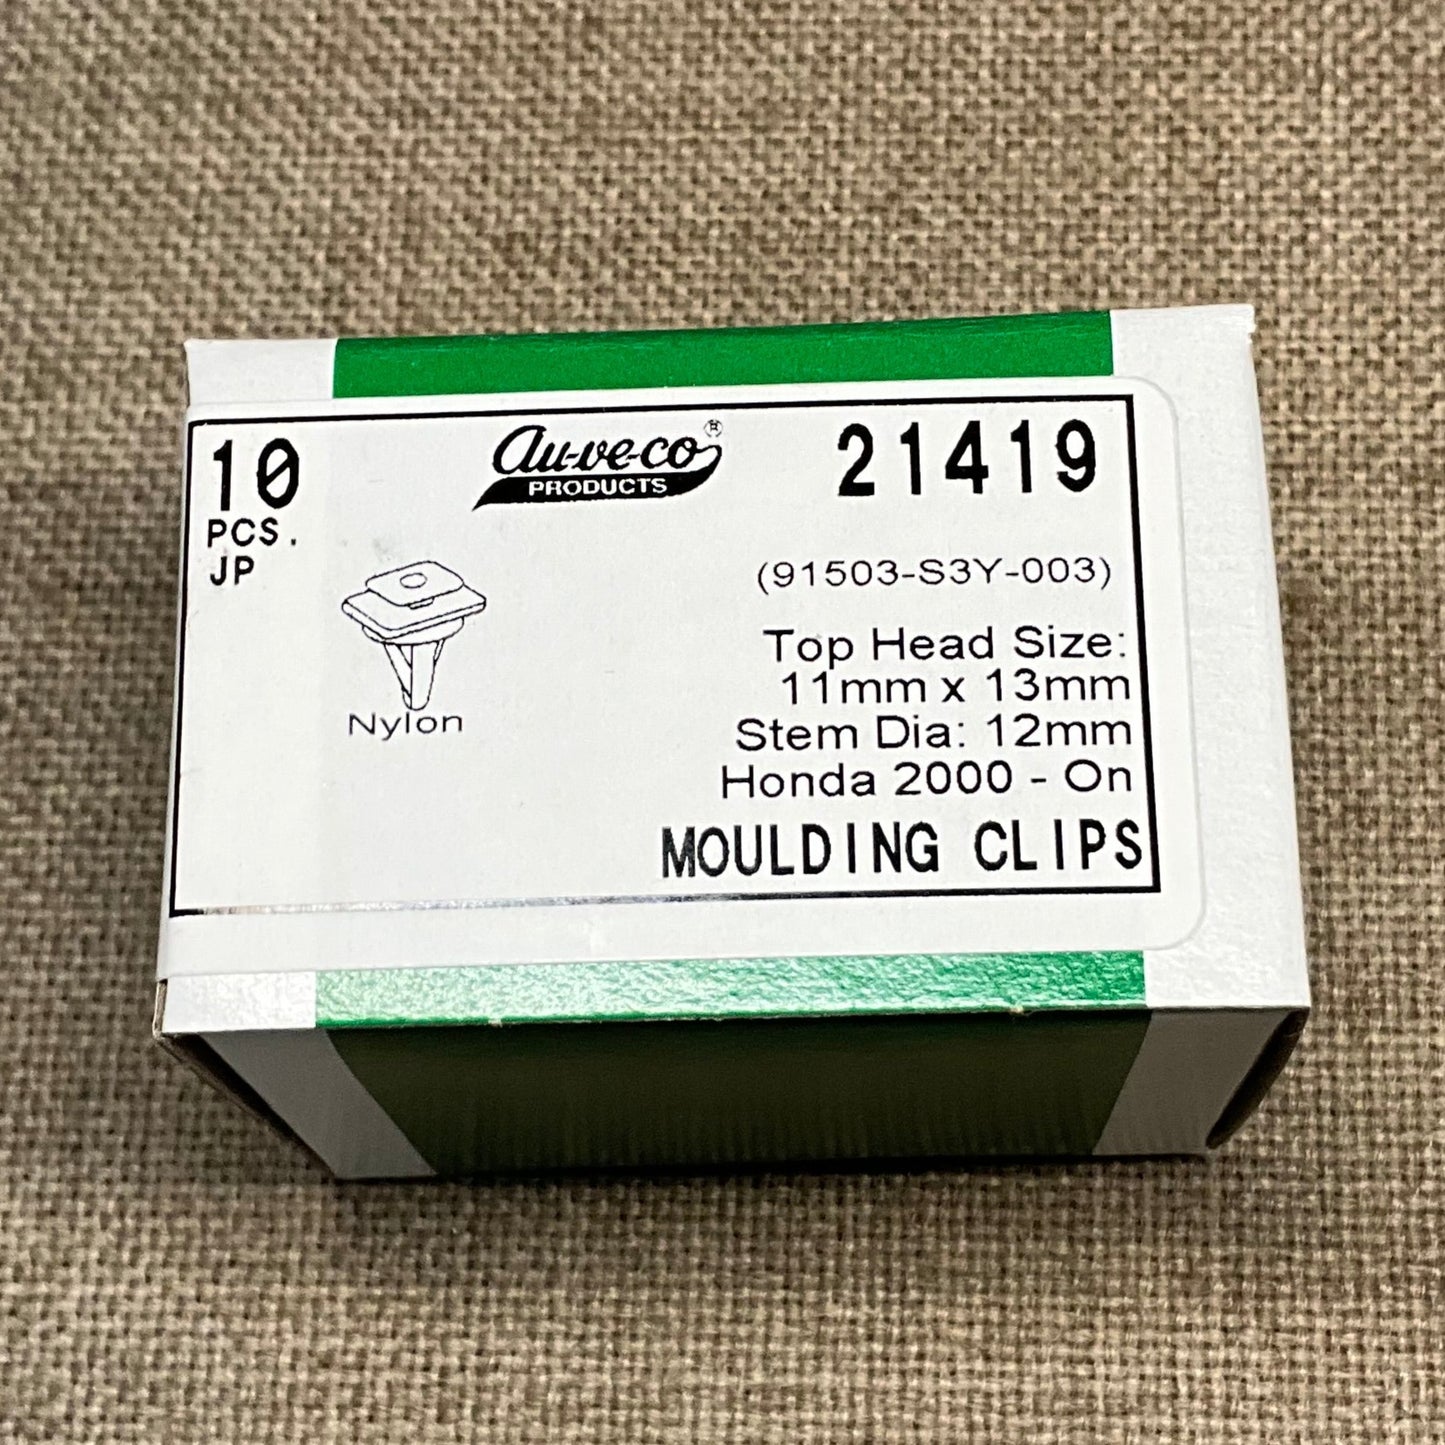 10
PCS.
JP
au-ve-co®
PRODUCTS
21419
(91503-S3Y-003)
Nylon
Top Head Size:
11mm x 13mm
Stem Dia: 12mm
Honda 2000 - On
MOULDING CLIPS